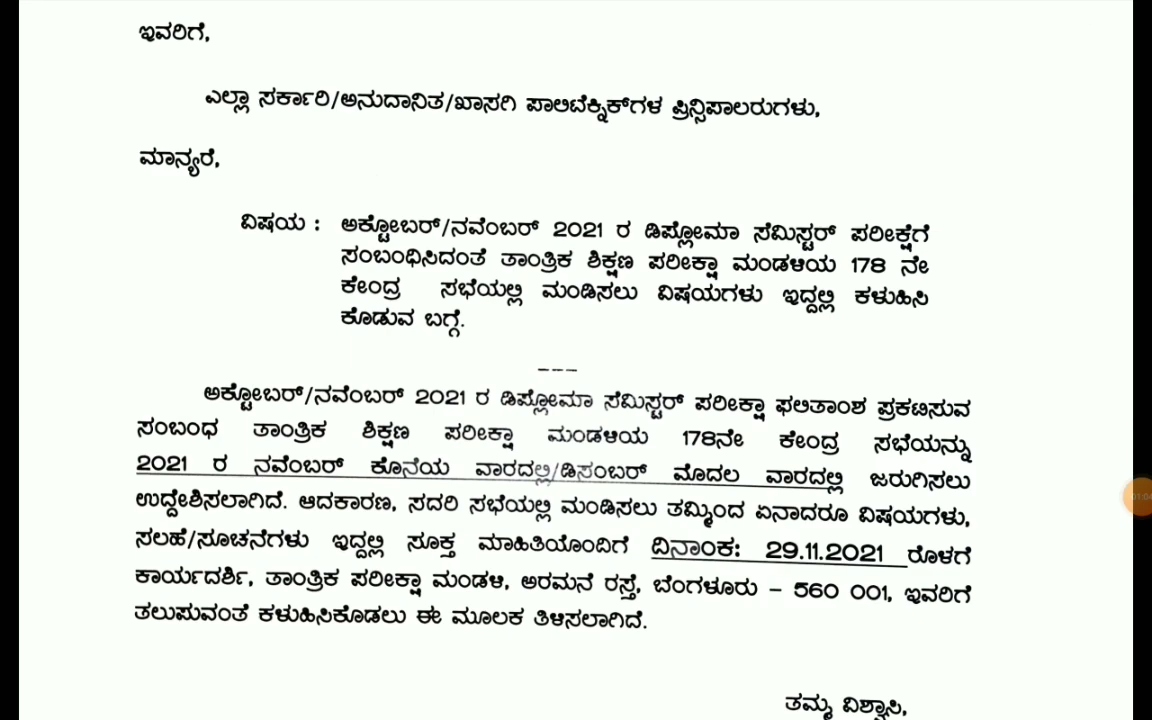 ಇವರಿಗೆ,
ಎಲ್ಲಾ ಸರ್ಕಾರಿ/ಅನುದಾನಿತ/ಖಾಸಗಿ ಪಾಲಿಟೆಕ್ನಿಕ್‌ಗಳ ಪ್ರಿನ್ಸಿಪಾಲರುಗಳು,
ಮಾನ್ಯರೆ,
ವಿಷಯ : ಅಕ್ಟೋಬರ್/ನವೆಂಬರ್ 2021 ರ ಡಿಪ್ಲೋಮಾ ಸೆಮಿಸ್ಟರ್ ಪರೀಕ್ಷೆಗೆ
ಸಂಬಂಧಿಸಿದಂತೆ ತಾಂತ್ರಿಕ ಶಿಕ್ಷಣ ಪರೀಕ್ಷಾ ಮಂಡಳಿಯ 178 ನೇ
ಕೇಂದ್ರ ಸಭೆಯಲ್ಲಿ ಮಂಡಿಸಲು ವಿಷಯಗಳು ಇದ್ದಲ್ಲಿ ಕಳುಹಿಸಿ
ಕೊಡುವ ಬಗ್ಗೆ.
---
ಅಕ್ಟೋಬರ್/ನವೆಂಬರ್ 2021 ರ ಡಿಪ್ಲೋಮಾ ಸೆಮಿಸ್ಟರ್ ಪರೀಕ್ಷಾ ಫಲಿತಾಂಶ ಪ್ರಕಟಿಸುವ
ಸಂಬಂಧ ತಾಂತ್ರಿಕ ಶಿಕ್ಷಣ ಪರೀಕ್ಷಾ ಮಂಡಳಿಯ 178ನೇ ಕೇಂದ್ರ ಸಭೆಯನ್ನು
2021 ರ ನವೆಂಬರ್ ಕೊನೆಯ ವಾರದಲ್ಲಿ/ಡಿಸಂಬರ್ ಮೊದಲ ವಾರದಲ್ಲಿ ಜರುಗಿಸಲು
ಉದ್ದೇಶಿಸಲಾಗಿದೆ. ಆದಕಾರಣ, ಸದರಿ ಸಭೆಯಲ್ಲಿ ಮಂಡಿಸಲು ತಮ್ಮಿಂದ ಏನಾದರೂ ವಿಷಯಗಳು,
ಸಲಹೆ/ಸೂಚನೆಗಳು ಇದ್ದಲ್ಲಿ ಸೂಕ್ತ ಮಾಹಿತಿಯೊಂದಿಗೆ ದಿನಾಂಕ: 29.11.2021 ರೊಳಗೆ
ಕಾರ್ಯದರ್ಶಿ, ತಾಂತ್ರಿಕ ಪರೀಕ್ಷಾ ಮಂಡಳಿ, ಅರಮನೆ ರಸ್ತೆ, ಬೆಂಗಳೂರು – 560 001, ಇವರಿಗೆ
ತಲುಪುವಂತೆ ಕಳುಹಿಸಿಕೊಡಲು ಈ ಮೂಲಕ ತಿಳಿಸಲಾಗಿದೆ.
ತಮ್ಮ ವಿಶ್ವಾಸಿ,